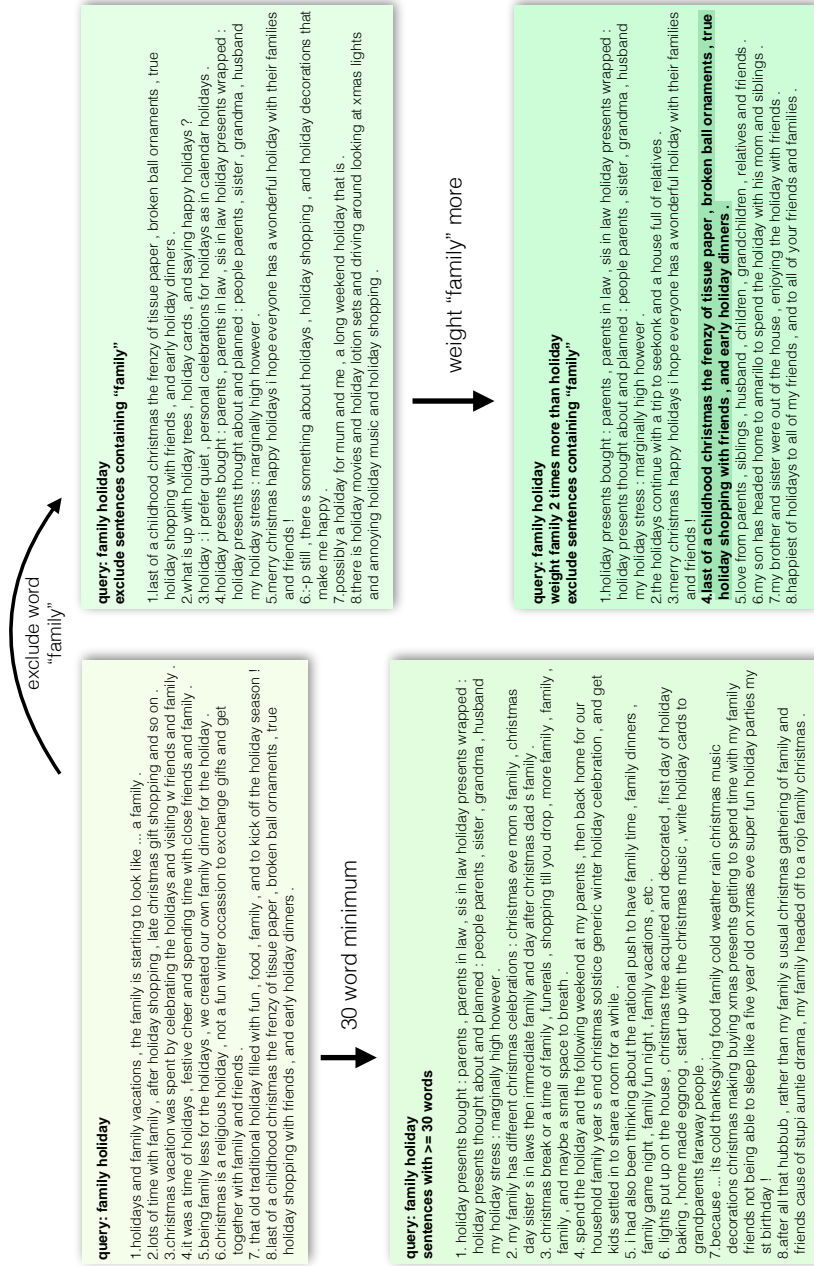 query: family holiday
1.holidays and family vacations , the family is starting to look like ... a family .
2.lots of time with family , after holiday shopping , late christmas gift shopping and so on .
3.christmas vacation was spent by celebrating the holidays and visiting w friends and family .
4.it was a time of holidays , festive cheer and spending time with close friends and family .
5.being family less for the holidays , we created our own family dinner for the holiday .
6.christmas is a religious holiday , not a fun winter occassion to exchange gifts and get
together with family and friends .
7. that old traditional holiday filled with fun , food , family , and to kick off the holiday season !
8.last of a childhood christmas the frenzy of tissue paper , broken ball ornaments , true
holiday shopping with friends , and early holiday dinners .
exclude word
“family”
query: family holiday
exclude sentences containing “family”
1.last of a childhood christmas the frenzy of tissue paper , broken ball ornaments , true
holiday shopping with friends , and early holiday dinners .
2.what is up with holiday trees , holiday cards , and saying happy holidays ?
3.holiday : i prefer quiet , personal celebrations for holidays as in calendar holidays .
4.holiday presents bought : parents , parents in law , sis in law holiday presents wrapped :
holiday presents thought about and planned : people parents , sister , grandma , husband
my holiday stress : marginally high however .
5.merry christmas happy holidays i hope everyone has a wonderful holiday with their families
and friends !
6.:-p still , there s something about holidays , holiday shopping , and holiday decorations that
make me happy .
7.possibly a holiday for mum and me , a long weekend holiday that is .
8.there is holiday movies and holiday lotion sets and driving around looking at xmas lights
and annoying holiday music and holiday shopping .
30 word minimum
weight “family” more
query: family holiday
sentences with >= 30 words
1. holiday presents bought : parents , parents in law , sis in law holiday presents wrapped :
holiday presents thought about and planned : people parents , sister , grandma , husband
my holiday stress : marginally high however .
2. my family has different christmas celebrations : christmas eve mom s family , christmas
day sister s in laws then immediate family and day after christmas dad s family .
3. christmas break or a time of family , funerals , shopping till you drop , more family , family ,
family , and maybe a small space to breath .
4. spend the holiday and the following weekend at my parents , then back home for our
household family year s end christmas solstice generic winter holiday celebration , and get
kids settled in to share a room for a while .
5. i had also been thinking about the national push to have family time , family dinners ,
family game night , family fun night , family vacations , etc .
6. lights put up on the house , christmas tree acquired and decorated , first day of holiday
baking , home made eggnog , start up with the christmas music , write holiday cards to
grandparents faraway people .
7.because ... its cold thanksgiving food family cold weather rain christmas music
decorations christmas making buying xmas presents getting to spend time with my family
friends not being able to sleep like a five year old on xmas eve super fun holiday parties my
st birthday !
8.after all that hubbub , rather than my family s usual christmas gathering of family and
friends cause of stupi auntie drama , my family headed off to a rojo family christmas .
query: family holiday
weight family 2 times more than holiday
exclude sentences containing “family”
1.holiday presents bought : parents , parents in law , sis in law holiday presents wrapped :
holiday presents thought about and planned : people parents , sister , grandma , husband
my holiday stress : marginally high however .
2.the holidays continue with a trip to seekonk and a house full of relatives .
3.merry christmas happy holidays i hope everyone has a wonderful holiday with their families
and friends !
4.last of a childhood christmas the frenzy of tissue paper , broken ball ornaments , true
holiday shopping with friends , and early holiday dinners .
5.love from parents , siblings , husband , children , grandchildren , relatives and friends .
6.my son has headed home to amarillo to spend the holiday with his mom and siblings .
7.my brother and sister were out of the house , enjoying the holiday with friends .
8.happiest of holidays to all of my friends , and to all of your friends and families .